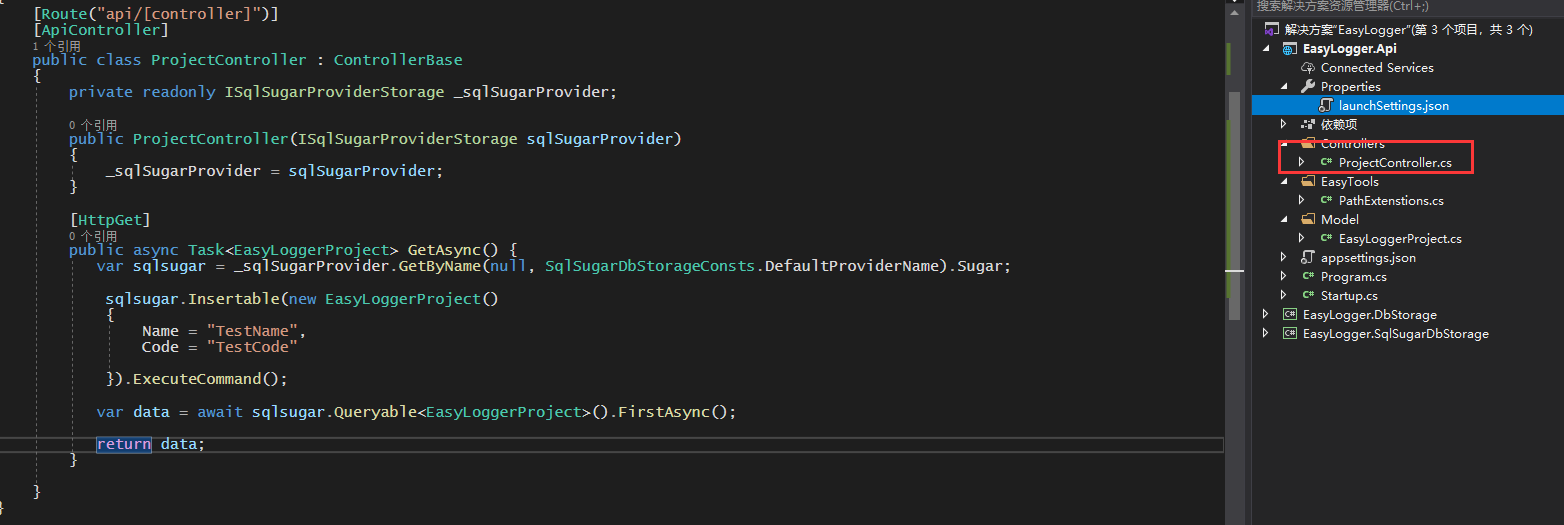 [Route("api/[controller]")]
[ApiController]
1 个引用
public class ProjectController : ControllerBase
{
private readonly ISqlSugarProviderStorage _sqlSugarProvider;
0 个引用
public ProjectController(ISqlSugarProviderStorage sqlSugarProvider)
{
_sqlSugarProvider = sqlSugarProvider;
}
[HttpGet]
0 个引用
public async Task<EasyLoggerProject> GetAsync() {
var sqlsugar = _sqlSugarProvider.GetByName(null, SqlSugarDbStorageConsts.DefaultProviderName).Sugar;
sqlsugar.Insertable(new EasyLoggerProject()
{
Name = "TestName",
Code = "TestCode"
}).ExecuteCommand();
var data = await sqlsugar.Queryable<EasyLoggerProject>().FirstAsync();
return data;
}
}
}
搜索解决方案资源管理器(Ctrl+;)
解决方案"EasyLogger"(第 3 个项目，共 3 个)
EasyLogger.Api
Connected Services
Properties
launchSettings.json
依赖项
Controllers
C# ProjectController.cs
EasyTools
C# PathExtenstions.cs
Model
C# EasyLoggerProject.cs
appsettings.json
C# Program.cs
C# Startup.cs
C# EasyLogger.DbStorage
C# EasyLogger.SqlSugarDbStorage